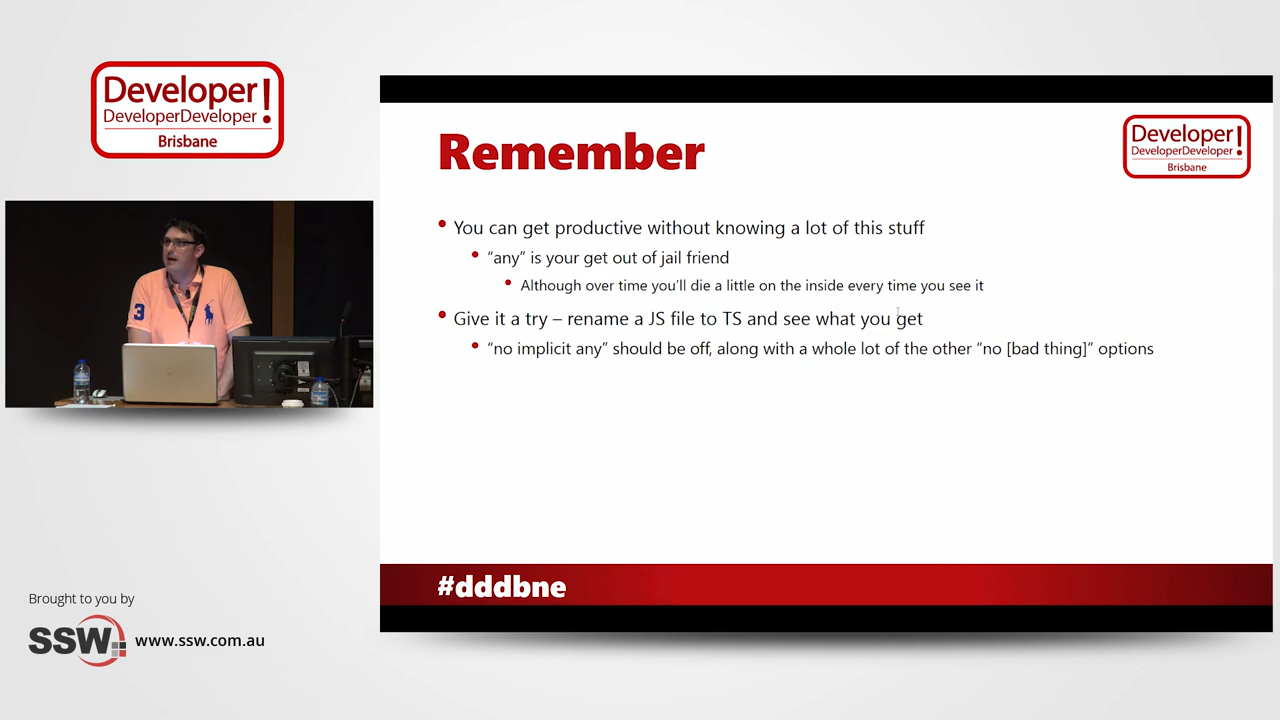 Developer!
DeveloperDeveloper
Brisbane
Remember
Developer!
DeveloperDeveloper
Brisbane
• You can get productive without knowing a lot of this stuff
• “any” is your get out of jail friend
• Although over time you’ll die a little on the inside every time you see it
• Give it a try – rename a JS file to TS and see what you get
• “no implicit any” should be off, along with a whole lot of the other “no [bad thing]” options
3
#dddbne
Brought to you by
SSW www.ssw.com.au